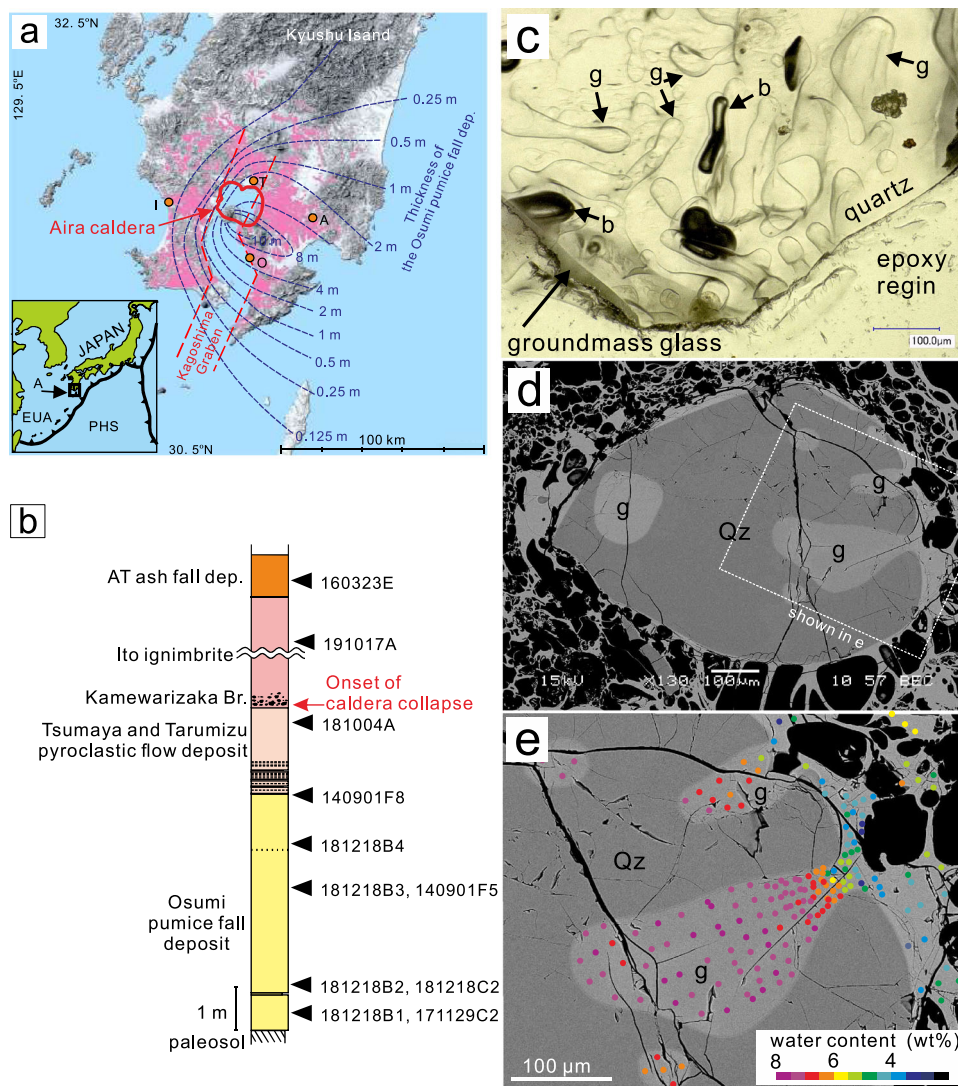 a
32. 5°N
129. 5°E
Kyushu Isand
0.25 m
0.5 m
1 m
Thickness of
the Osumi pumice fall dep.
2 m
T
I
A
Aira caldera
10 m
8 m
O
4 m
2 m
1 m
0.5 m
0.25 m
0.125 m
Kagoshima
Graben
JAPAN
A
EUA
PHS
30. 5°N
100 km
b
AT ash fall dep.
160323E
191017A
Ito ignimbrite
Kamewarizaka Br.
Onset of
caldera collapse
Tsumaya and Tarumizu
pyroclastic flow deposit
181004A
140901F8
181218B4
181218B3, 140901F5
Osumi
pumice fall
deposit
181218B2, 181218C2
1 m
181218B1, 171129C2
paleosol
c
g
g
g
b
b
quartz
epoxy
regin
groundmass glass
100.0µm
d
g
g
Qz
g
shown in e
15kV X130 100µm 10 57 BEC
e
g
Qz
g
100 µm
water content (wt%)
8 6 4